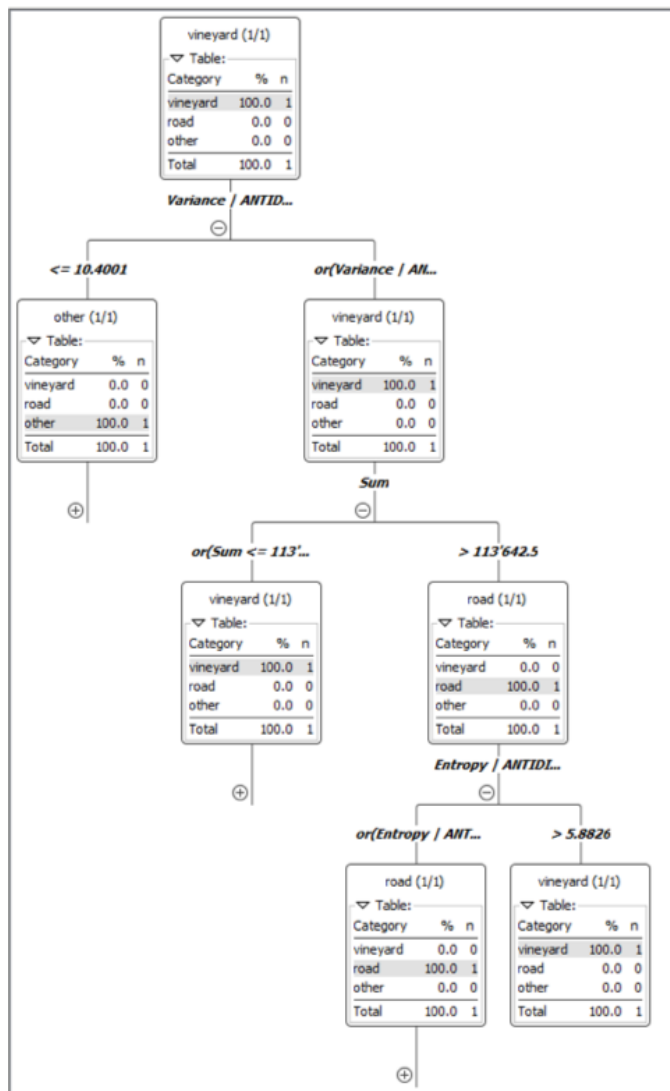 vineyard (1/1)
Table:
Category % n
vineyard 100.0 1
road 0.0 0
other 0.0 0
Total 100.0 1
Variance | ANTID...
<= 10.4001
or(Variance | AN...
other (1/1)
Table:
Category % n
vineyard 0.0 0
road 0.0 0
other 100.0 1
Total 100.0 1
vineyard (1/1)
Table:
Category % n
vineyard 100.0 1
road 0.0 0
other 0.0 0
Total 100.0 1
Sum
or(Sum <= 113'...
> 113'642.5
vineyard (1/1)
Table:
Category % n
vineyard 100.0 1
road 0.0 0
other 0.0 0
Total 100.0 1
road (1/1)
Table:
Category % n
vineyard 0.0 0
road 100.0 1
other 0.0 0
Total 100.0 1
Entropy | ANTIDI...
or(Entropy | ANT...
> 5.8826
road (1/1)
Table:
Category % n
vineyard 0.0 0
road 100.0 1
other 0.0 0
Total 100.0 1
vineyard (1/1)
Table:
Category % n
vineyard 100.0 1
road 0.0 0
other 0.0 0
Total 100.0 1